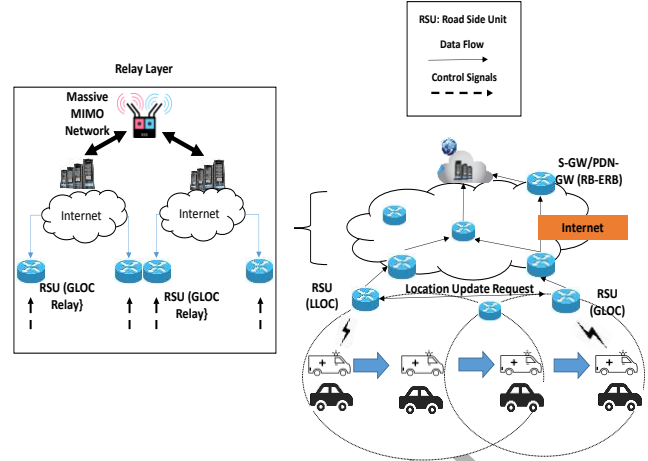 RSU: Road Side Unit
Data Flow
Control Signals
Relay Layer
Massive
MIMO
Network
Internet
Internet
RSU (GLOC
Relay}
RSU (GLOC
Relay}
S-GW/PDN-
GW (RB-ERB)
Internet
RSU
(LLOC)
Location Update Request
RSU
(GLOC)